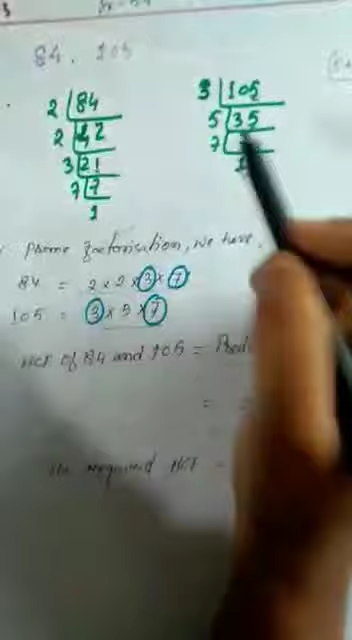 84, 105
2 84
2 42
3 21
7 7
1
3 105
5 35
7
1
prime factorisation, we have,
84 = 2 × 2 × 3 × 7
105 = 3 × 5 × 7
HCF of 84 and 105 =
=
required HCF =